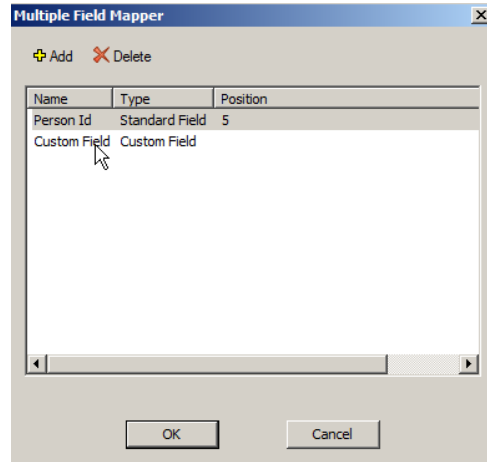 Multiple Field Mapper
Add Delete
Name Type Position
Person Id Standard Field 5
Custom Field Custom Field
OK Cancel